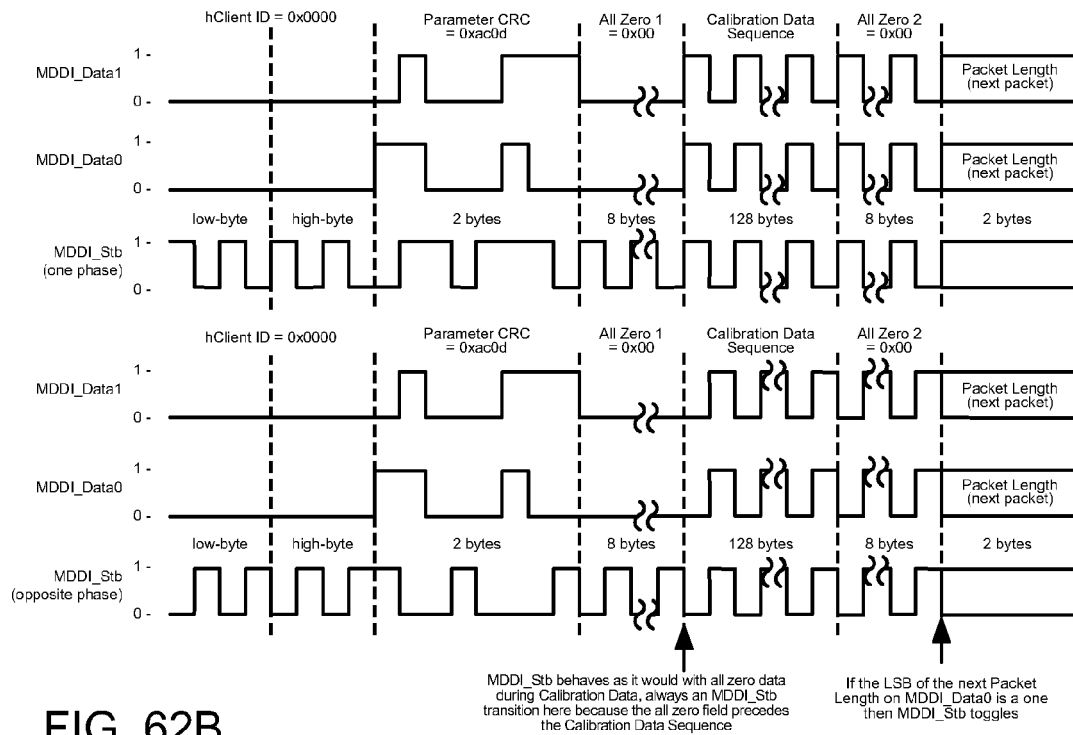 hClient ID = 0x0000
Parameter CRC
= 0xac0d
All Zero 1
= 0x00
Calibration Data
Sequence
All Zero 2
= 0x00
MDDI_Data1
1 -
0 -
Packet Length
(next packet)
MDDI_Data0
1 -
0 -
Packet Length
(next packet)
low-byte
high-byte
2 bytes
8 bytes
128 bytes
8 bytes
2 bytes
MDDI_Stb
(one phase)
1 -
0 -
hClient ID = 0x0000
Parameter CRC
= 0xac0d
All Zero 1
= 0x00
Calibration Data
Sequence
All Zero 2
= 0x00
MDDI_Data1
1 -
0 -
Packet Length
(next packet)
MDDI_Data0
1 -
0 -
Packet Length
(next packet)
low-byte
high-byte
2 bytes
8 bytes
128 bytes
8 bytes
2 bytes
MDDI_Stb
(opposite phase)
1 -
0 -
MDDI_Stb behaves as it would with all zero data
during Calibration Data, always an MDDI_Stb
transition here because the all zero field precedes
the Calibration Data Sequence
If the LSB of the next Packet
Length on MDDI_Data0 is a one
then MDDI_Stb toggles
FIG. 62B